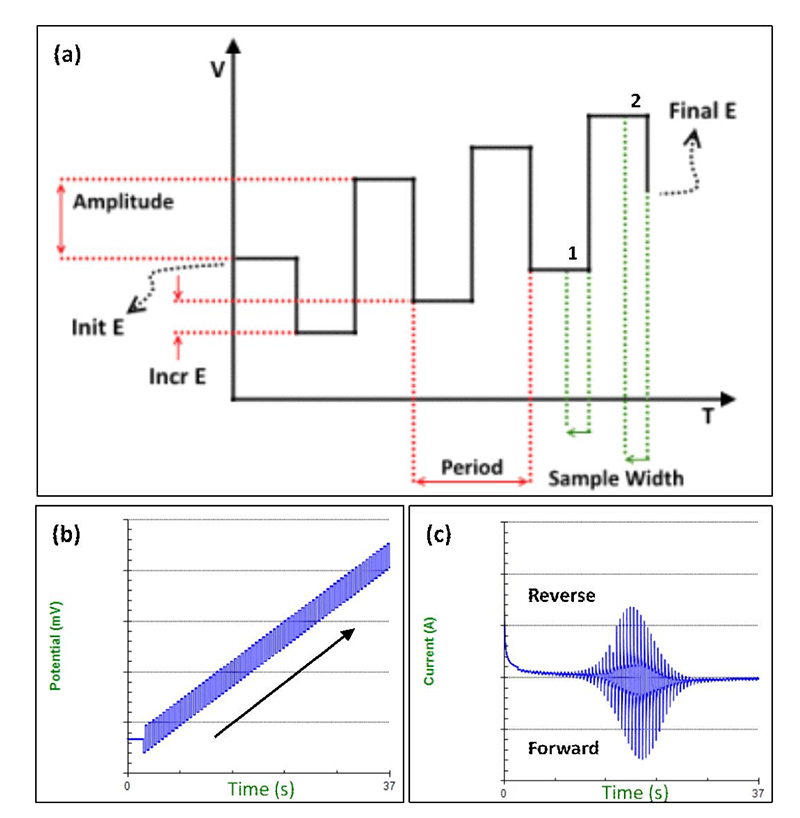 (a)
V
2
Final E
Amplitude
1
Init E
Incr E
T
Period
Sample Width
(b)
Potential (mV)
0
Time (s)
37
(c)
Reverse
Current (A)
Forward
0
Time (s)
37